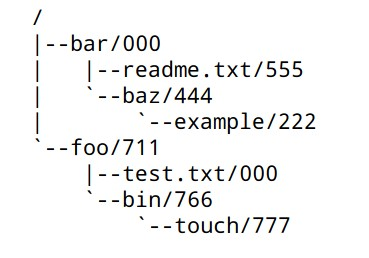 /
|--bar/000
|   |--readme.txt/555
|   `--baz/444
|       `--example/222
`--foo/711
    |--test.txt/000
    `--bin/766
        `--touch/777